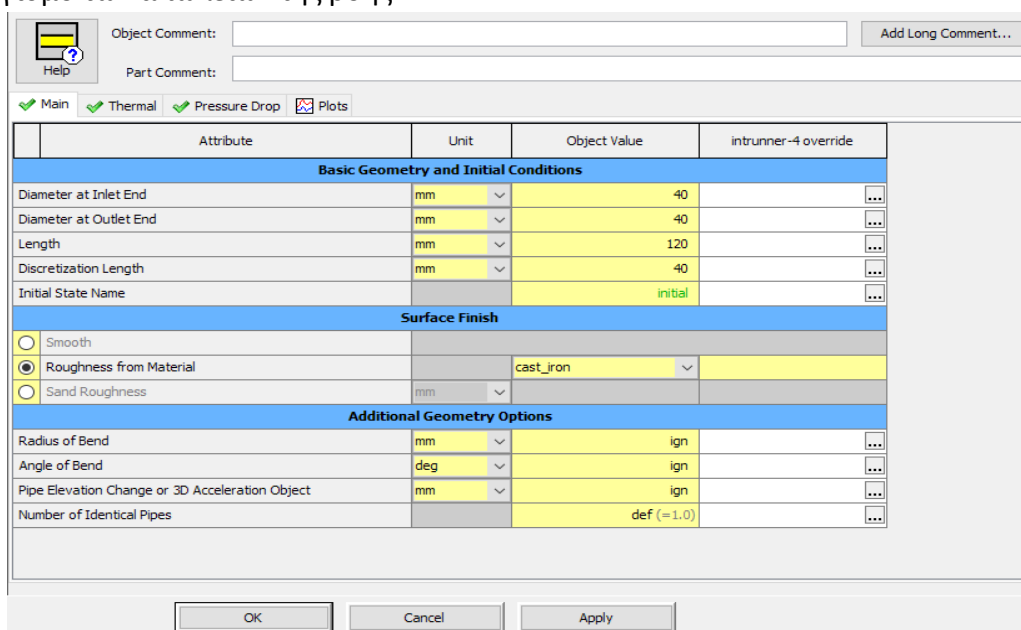 Object Comment:
Add Long Comment...
Help
Part Comment:
Main
Thermal
Pressure Drop
Plots
Attribute Unit Object Value intrunner-4 override
Basic Geometry and Initial Conditions
Diameter at Inlet End mm 40 ...
Diameter at Outlet End mm 40 ...
Length mm 120 ...
Discretization Length mm 40 ...
Initial State Name initial ...
Surface Finish
Smooth
Roughness from Material cast_iron
Sand Roughness mm
Additional Geometry Options
Radius of Bend mm ign ...
Angle of Bend deg ign ...
Pipe Elevation Change or 3D Acceleration Object mm ign ...
Number of Identical Pipes def (=1.0) ...
OK Cancel Apply